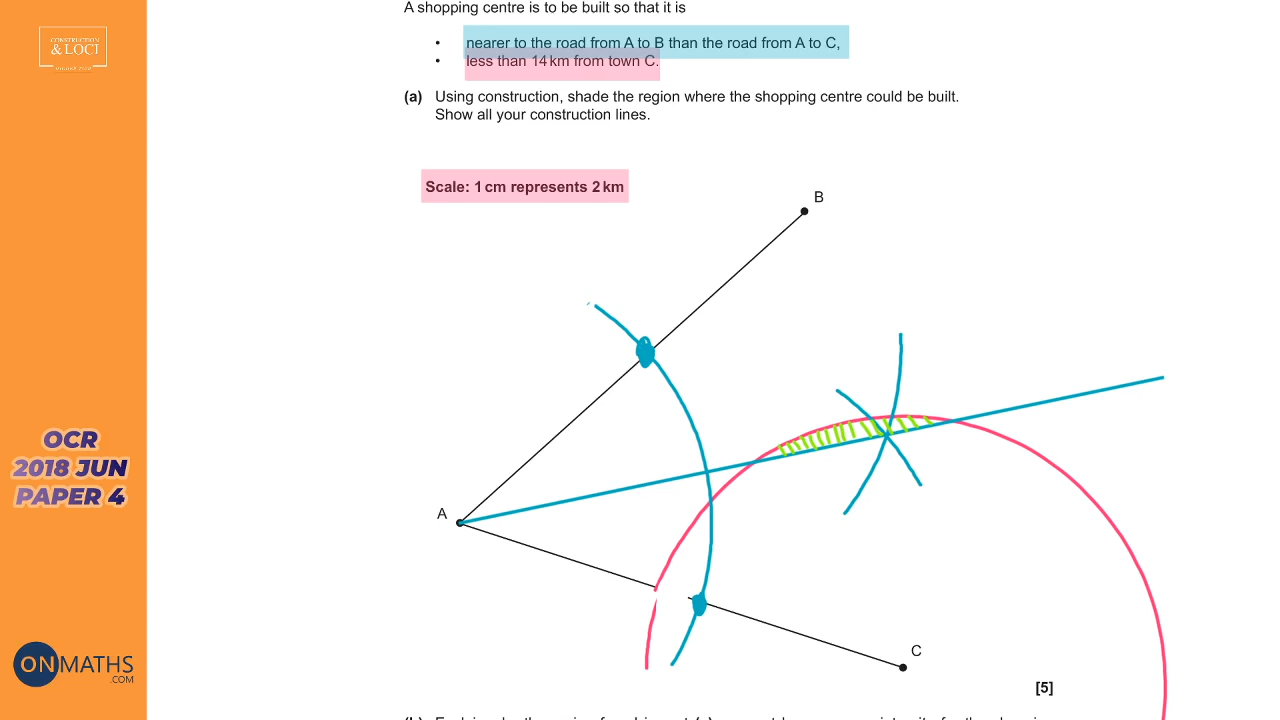 A shopping centre is to be built so that it is
• nearer to the road from A to B than the road from A to C,
• less than 14 km from town C.
(a) Using construction, shade the region where the shopping centre could be built.
Show all your construction lines.
Scale: 1 cm represents 2 km
B
A
C
[5]
CONSTRUCTION
& LOCI
OCR
2018 JUN
PAPER 4
ONMATHS
.COM